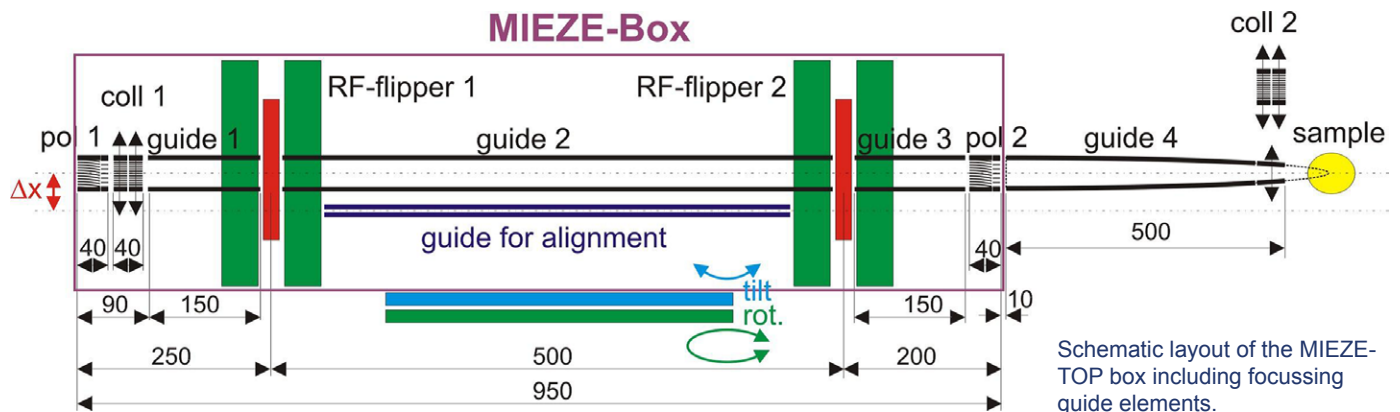 MIEZE-Box
coll 2
coll 1
RF-flipper 1
RF-flipper 2
pol 1
guide 1
guide 2
guide 3
pol 2
guide 4
sample
Δx
guide for alignment
40
40
40
500
tilt
rot.
90
150
150
10
250
500
200
950
Schematic layout of the MIEZE-
TOP box including focussing
guide elements.